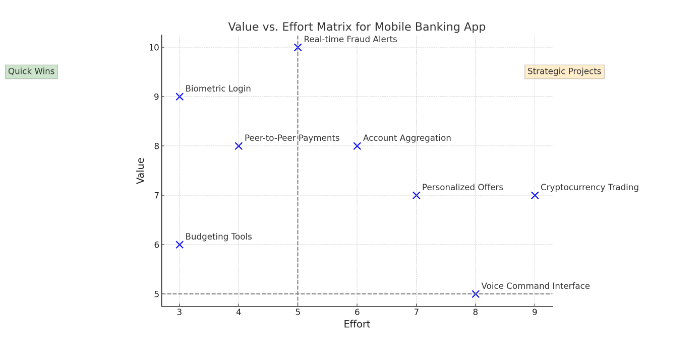 Value vs. Effort Matrix for Mobile Banking App
Quick Wins
Strategic Projects
Value
10
9
8
7
6
5
Real-time Fraud Alerts
Biometric Login
Peer-to-Peer Payments
Account Aggregation
Personalized Offers
Cryptocurrency Trading
Budgeting Tools
Voice Command Interface
3 4 5 6 7 8 9
Effort